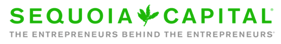 SEQUOIA CAPITAL
THE ENTREPRENEURS BEHIND THE ENTREPRENEURS